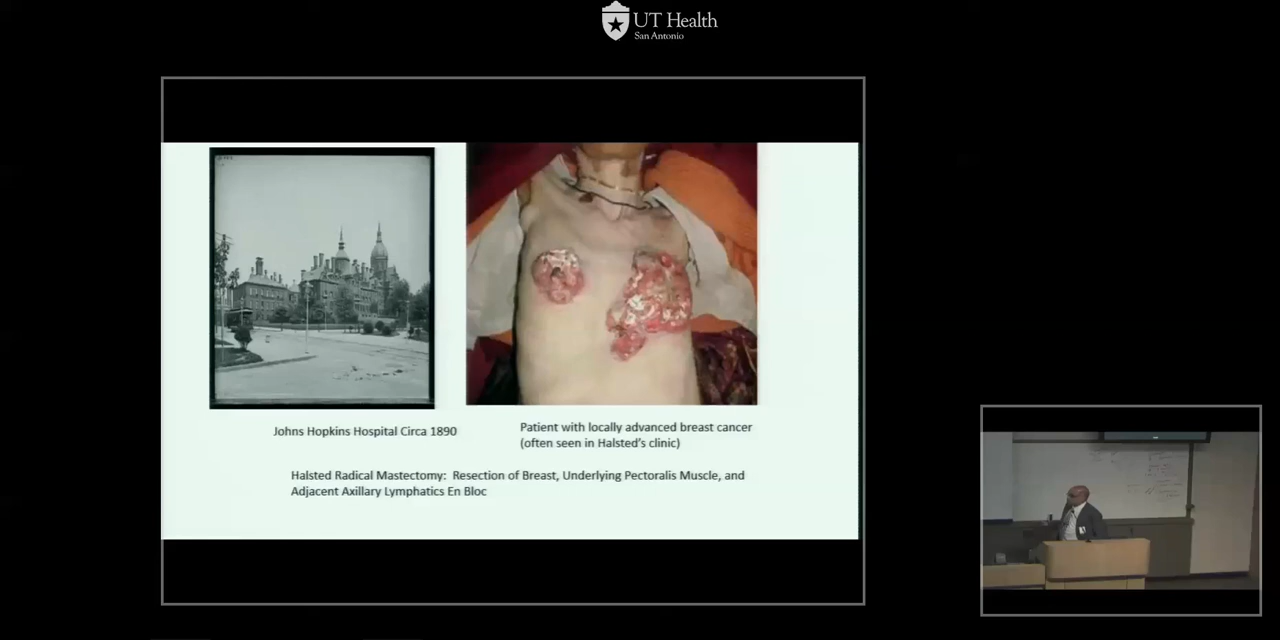 UT Health
San Antonio
Johns Hopkins Hospital Circa 1890
Patient with locally advanced breast cancer
(often seen in Halsted's clinic)
Halsted Radical Mastectomy: Resection of Breast, Underlying Pectoralis Muscle, and
Adjacent Axillary Lymphatics En Bloc